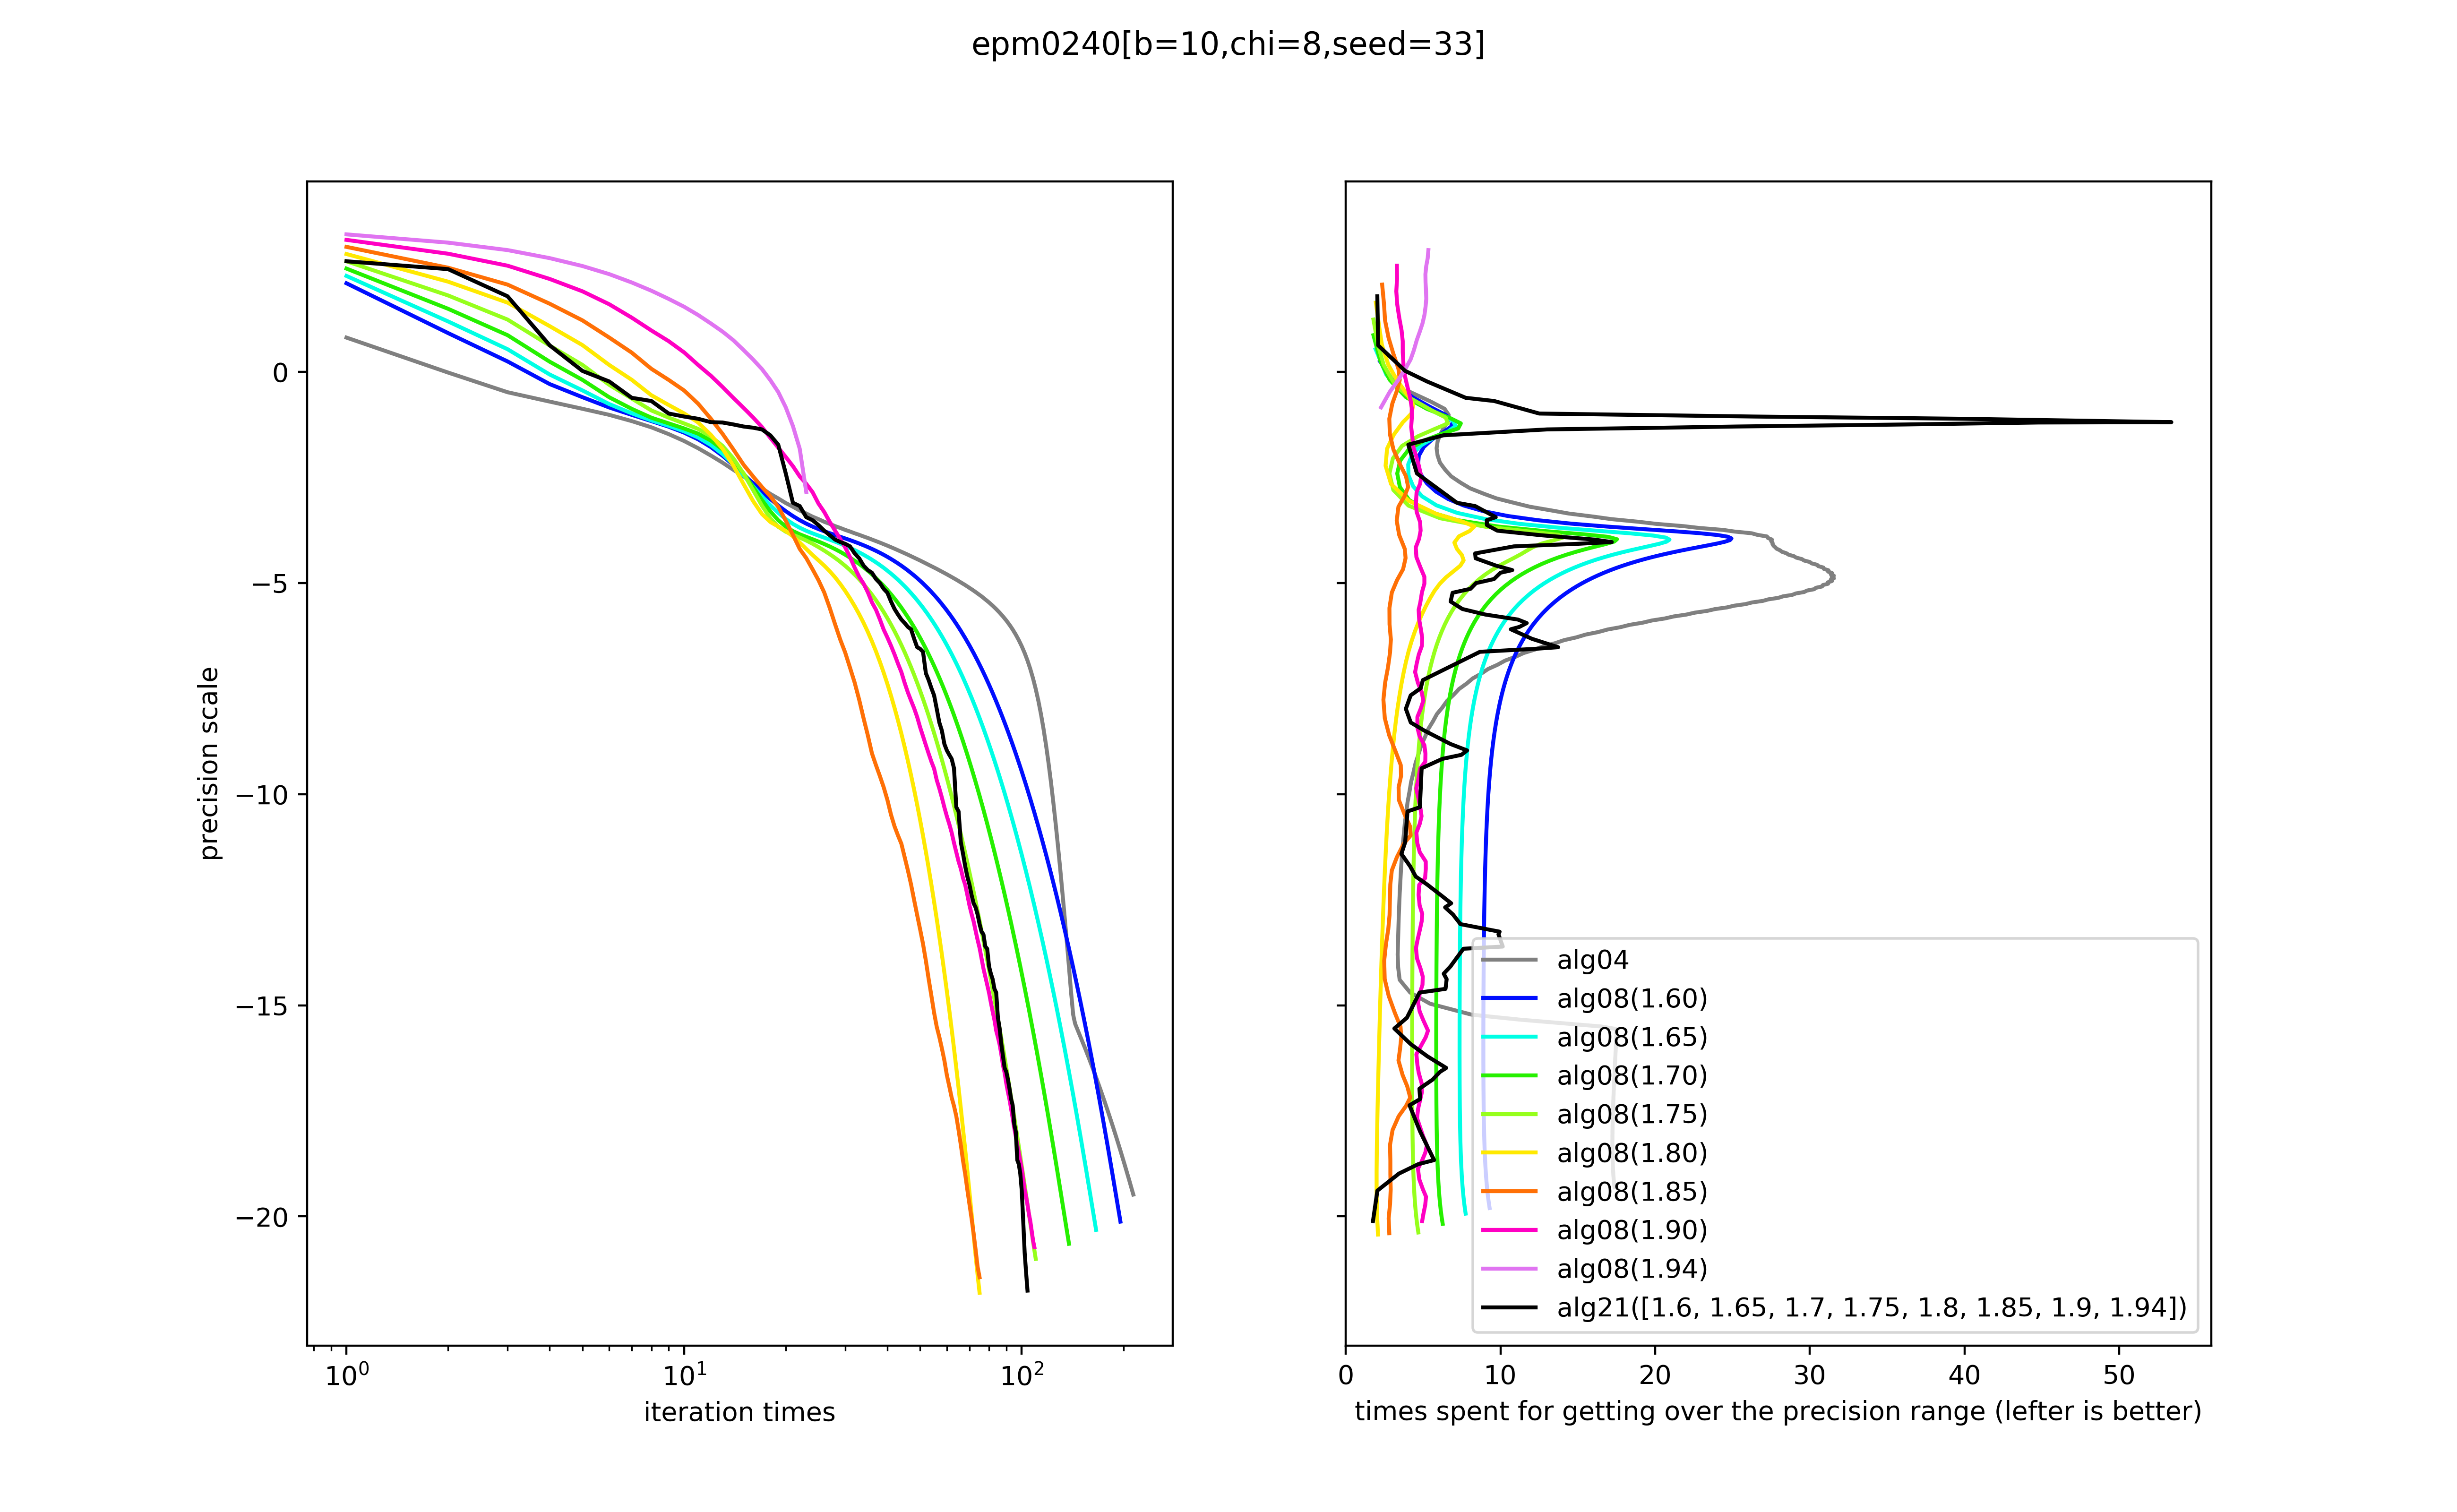 epm0240[b=10,chi=8,seed=33]
precision scale
0
−5
−10
−15
−20
10⁰
10¹
10²
iteration times
0
10
20
30
40
50
times spent for getting over the precision range (lefter is better)
alg04
alg08(1.60)
alg08(1.65)
alg08(1.70)
alg08(1.75)
alg08(1.80)
alg08(1.85)
alg08(1.90)
alg08(1.94)
alg21([1.6, 1.65, 1.7, 1.75, 1.8, 1.85, 1.9, 1.94])